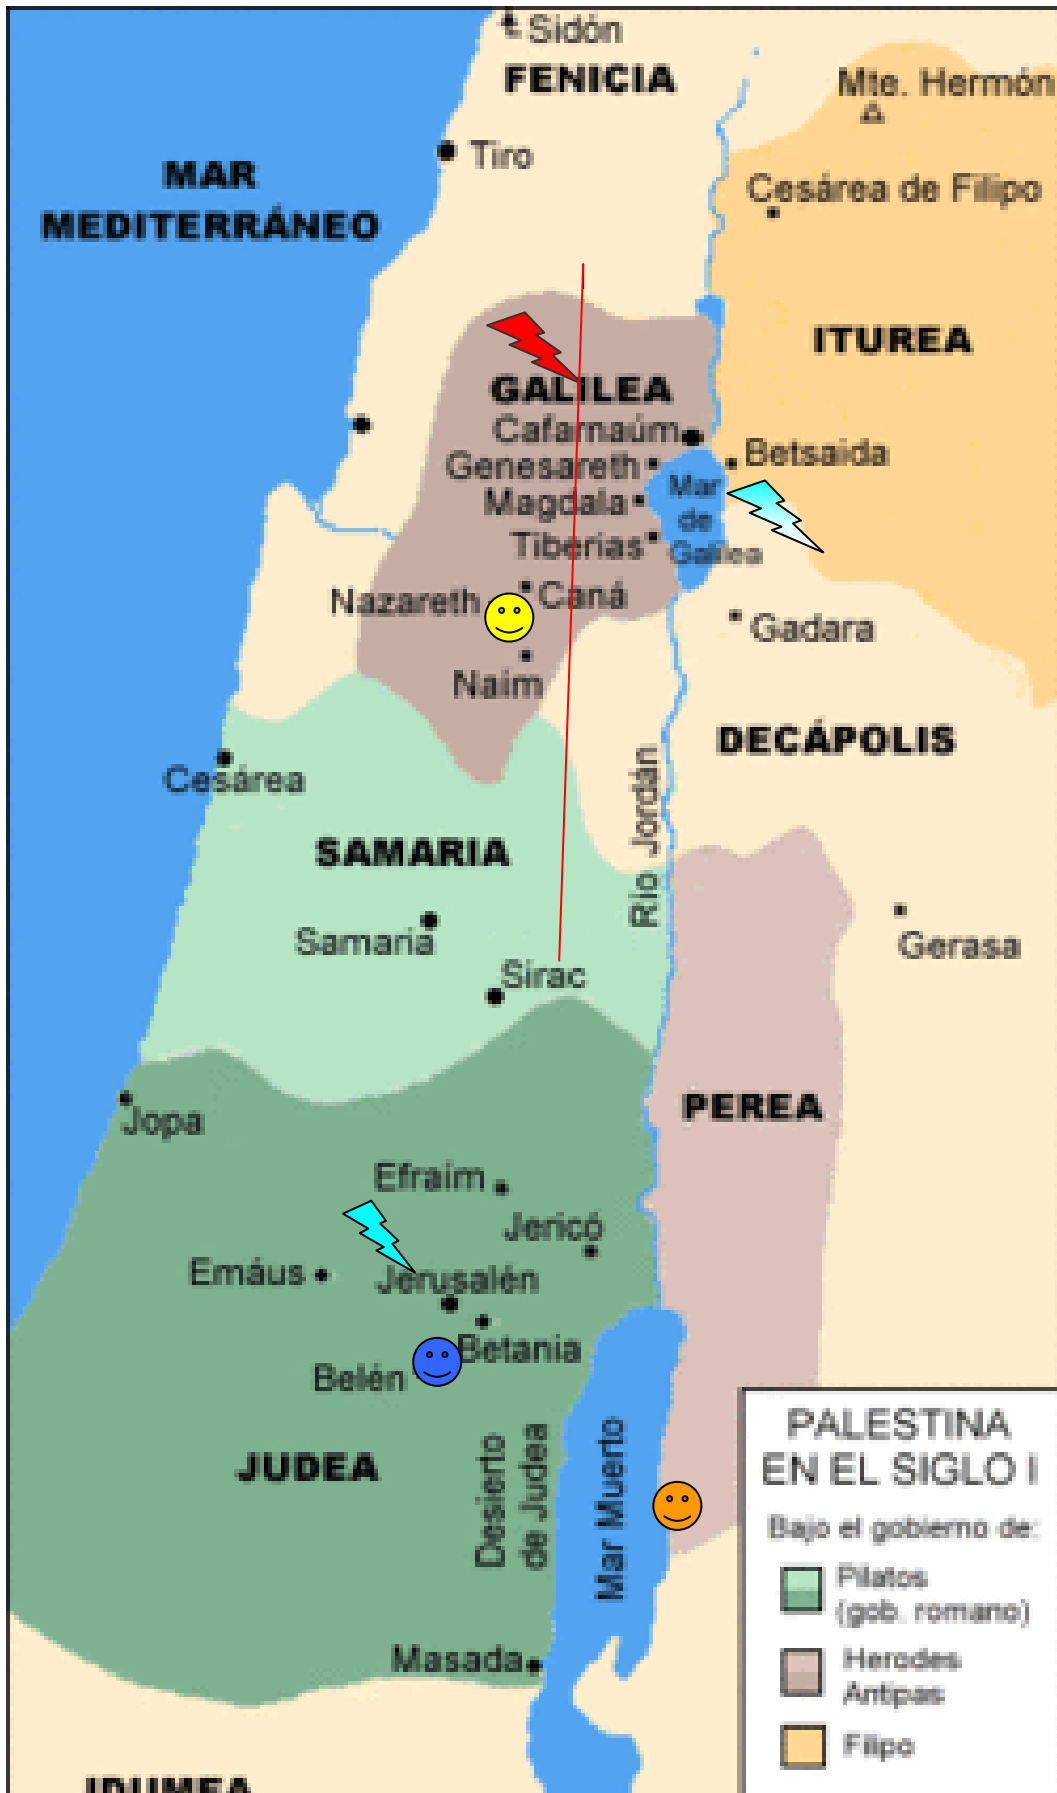 Sidón
FENICIA
Mte. Hermón
MAR
MEDITERRÁNEO
Tiro
Cesárea de Filipo
ITUREA
GALILEA
Cafarnaúm
Genesareth
Betsaida
Magdala
Mar
de
Galilea
Tiberias
Nazareth
Caná
Gadara
Naím
DECÁPOLIS
Cesárea
Río Jordán
SAMARIA
Samaria
Gerasa
Sirac
PEREA
Jopa
Efraim
Jericó
Emáus
Jerusalén
Betania
Belén
JUDEA
Desierto
de Judea
Mar Muerto
Masada
IDUMEA
PALESTINA
EN EL SIGLO I
Bajo el gobierno de:
Pilatos
(gob. romano)
Herodes
Antipas
Filipo